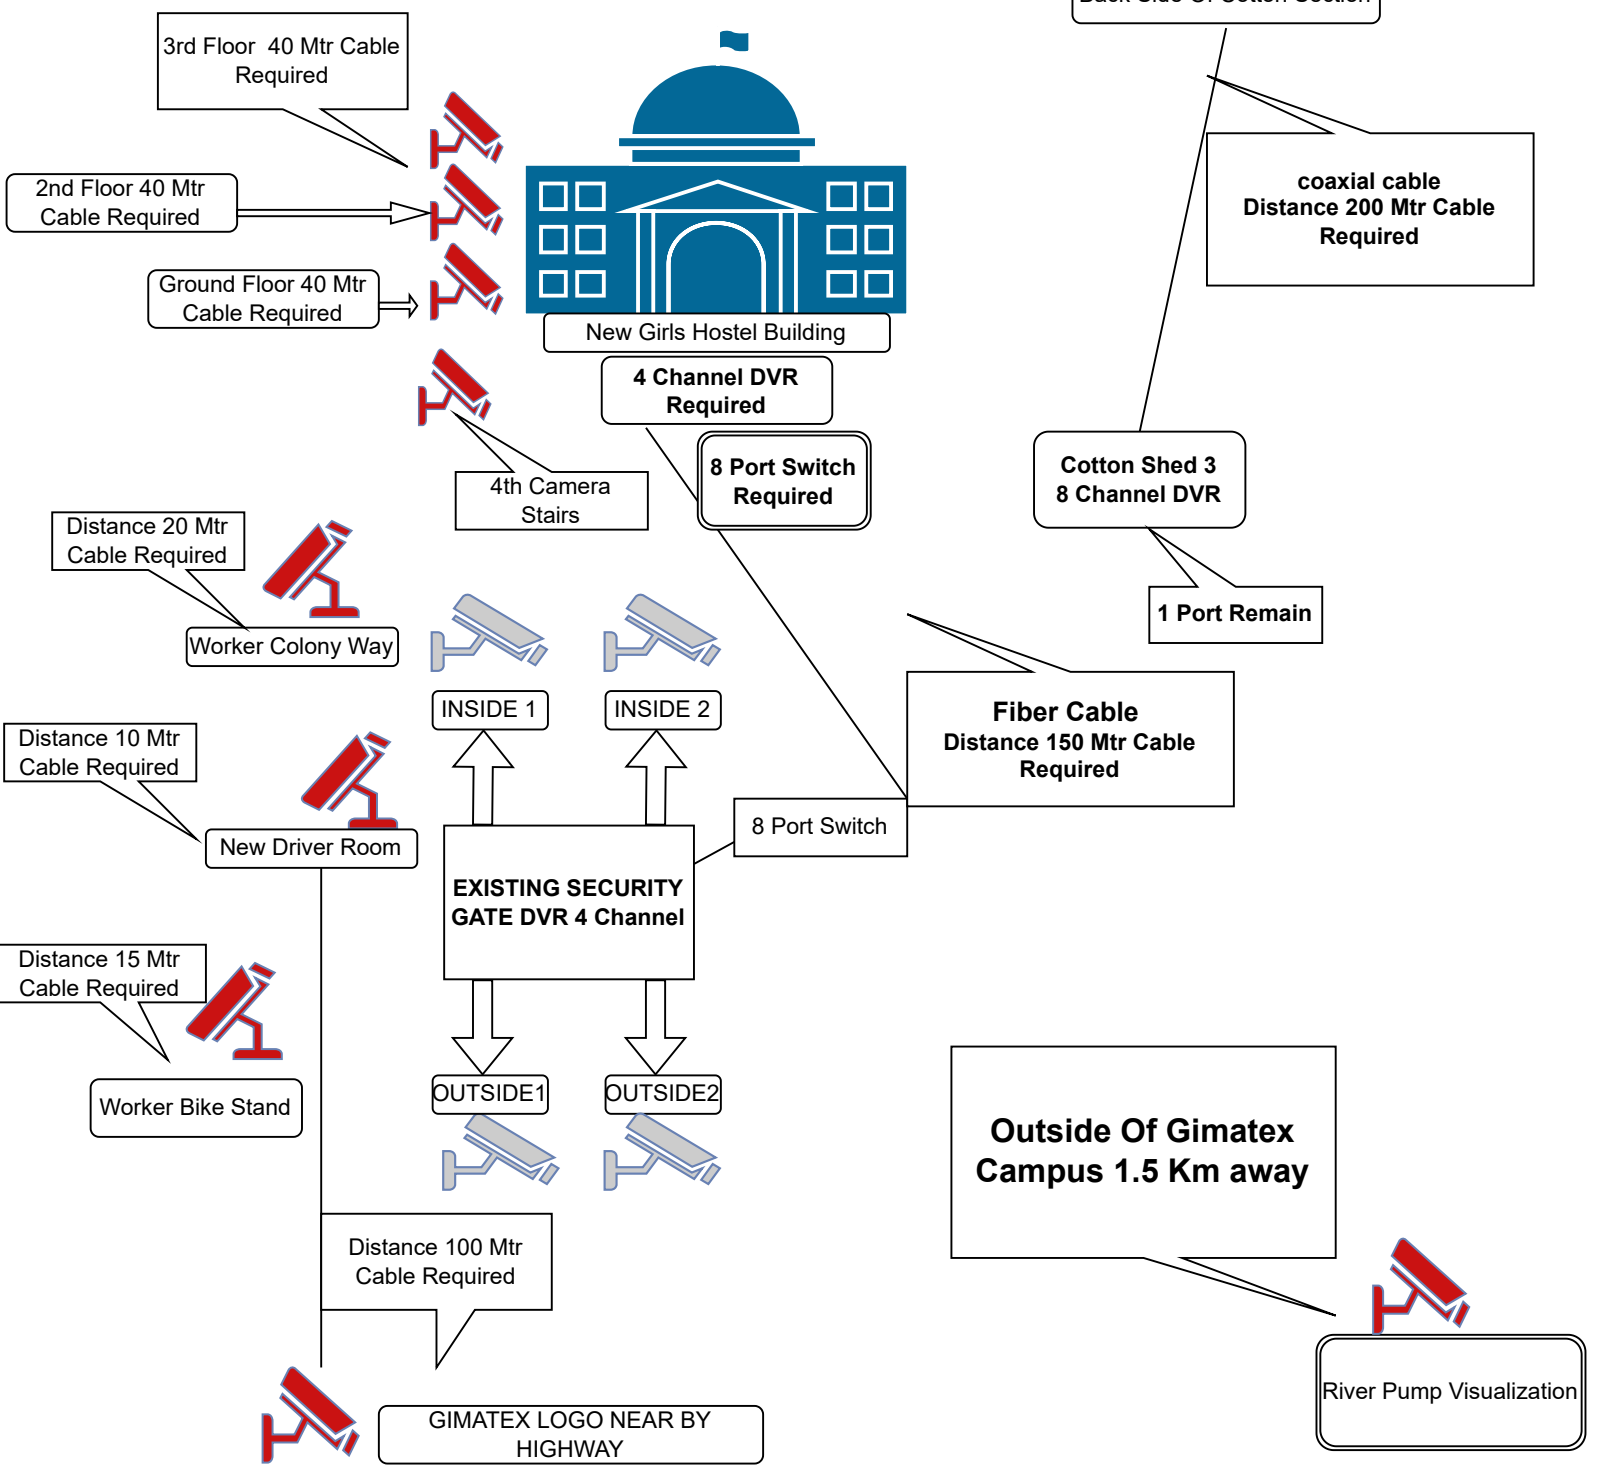 Back Side Of Cotton Section
3rd Floor  40 Mtr Cable
Required
2nd Floor 40 Mtr
Cable Required
Ground Floor 40 Mtr
Cable Required
New Girls Hostel Building
4 Channel DVR
Required
8 Port Switch
Required
4th Camera
Stairs
coaxial cable
Distance 200 Mtr Cable
Required
Cotton Shed 3
8 Channel DVR
1 Port Remain
Distance 20 Mtr
Cable Required
Worker Colony Way
INSIDE 1
INSIDE 2
Fiber Cable
Distance 150 Mtr Cable
Required
Distance 10 Mtr
Cable Required
New Driver Room
8 Port Switch
EXISTING SECURITY
GATE DVR 4 Channel
Distance 15 Mtr
Cable Required
Worker Bike Stand
OUTSIDE1
OUTSIDE2
Outside Of Gimatex
Campus 1.5 Km away
Distance 100 Mtr
Cable Required
River Pump Visualization
GIMATEX LOGO NEAR BY
HIGHWAY